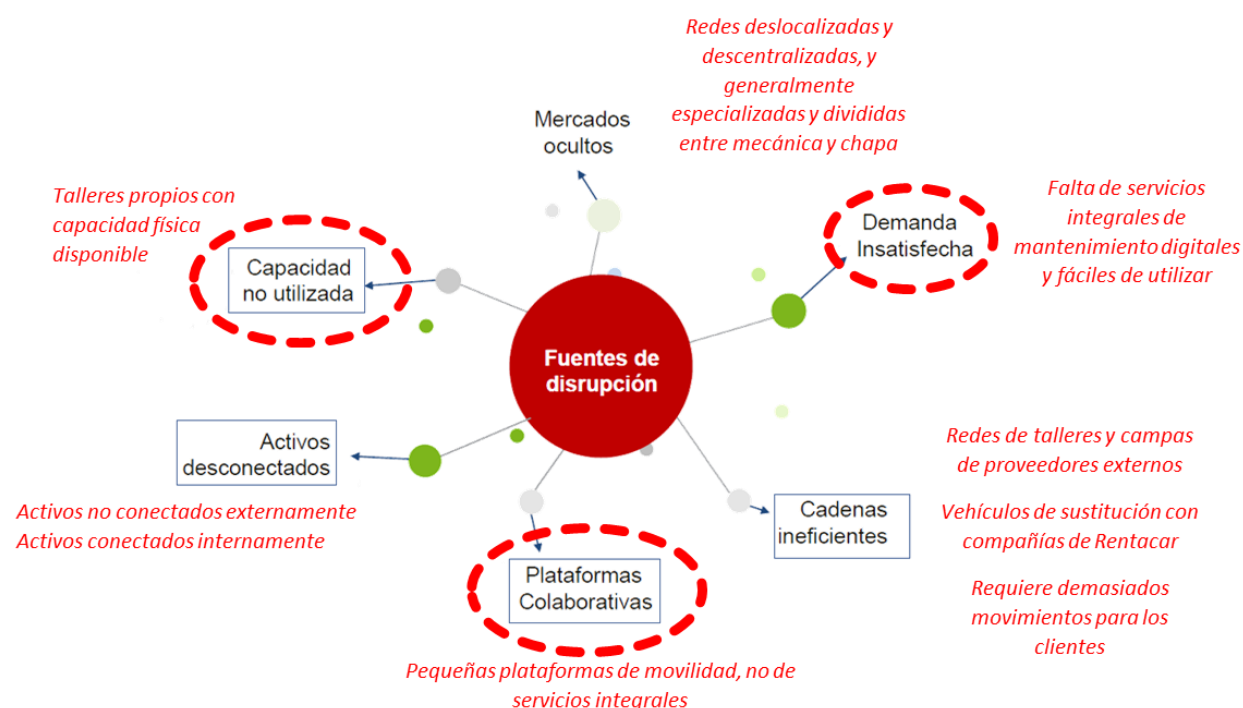 Redes deslocalizadas y
descentralizadas, y
generalmente
especializadas y divididas
entre mecánica y chapa
Mercados
ocultos
Talleres propios con
capacidad física
disponible
Capacidad
no utilizada
Demanda
Insatisfecha
Falta de servicios
integrales de
mantenimiento digitales
y fáciles de utilizar
Fuentes de
disrupción
Activos
desconectados
Activos no conectados externamente
Activos conectados internamente
Plataformas
Colaborativas
Pequeñas plataformas de movilidad, no de
servicios integrales
Cadenas
ineficientes
Redes de talleres y campas
de proveedores externos
Vehículos de sustitución con
compañías de Rentacar
Requiere demasiados
movimientos para los
clientes